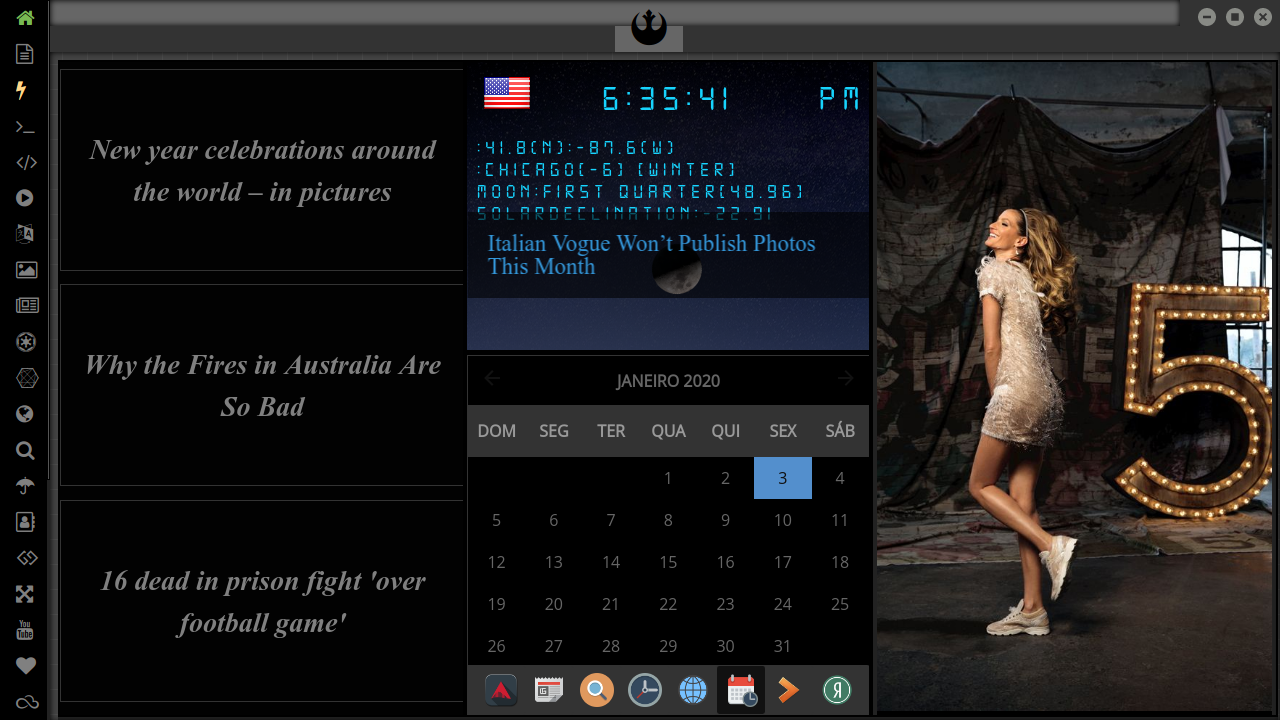 New year celebrations around
the world – in pictures
Why the Fires in Australia Are
So Bad
16 dead in prison fight 'over
football game'
6:35:41 PM
:41.8(N):-87.6(W)
:CHICAGO(-6) (WINTER)
MOON:FIRST QUARTER(48.96)
SOLARDECLINATION:-22.91
Italian Vogue Won’t Publish Photos
This Month
JANEIRO 2020
DOM SEG TER QUA QUI SEX SÁB
1 2 3 4
5 6 7 8 9 10 11
12 13 14 15 16 17 18
19 20 21 22 23 24 25
26 27 28 29 30 31
You
Tube
Я
CHANEL
5